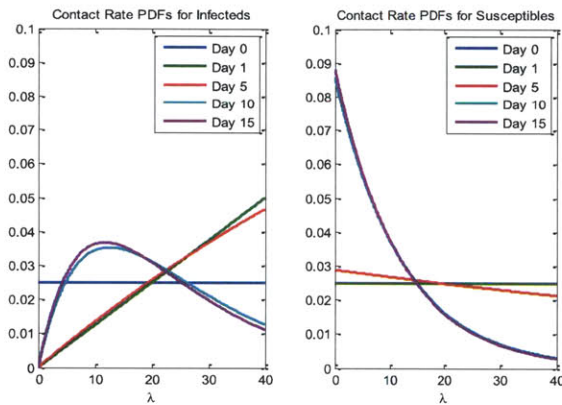 Contact Rate PDFs for Infecteds
0.1
0.09
0.08
0.07
0.06
0.05
0.04
0.03
0.02
0.01
0
0 10 20 30 40
λ
Day 0
Day 1
Day 5
Day 10
Day 15
Contact Rate PDFs for Susceptibles
0.1
0.09
0.08
0.07
0.06
0.05
0.04
0.03
0.02
0.01
0
0 10 20 30 40
λ
Day 0
Day 1
Day 5
Day 10
Day 15